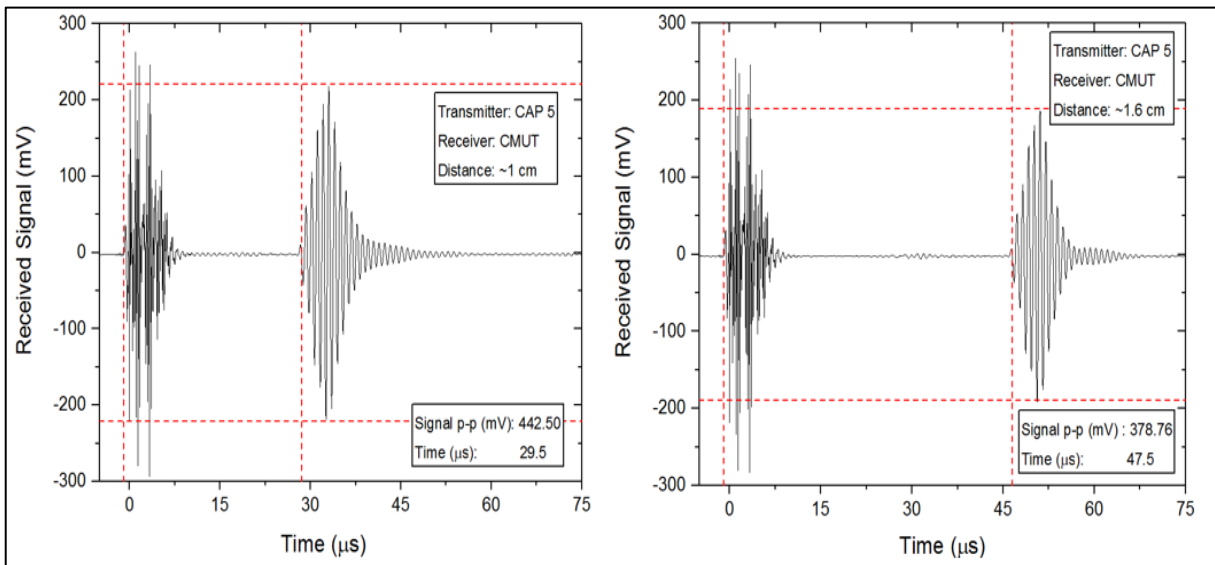 300
200
100
0
-100
-200
-300
Received Signal (mV)
Transmitter: CAP 5
Receiver: CMUT
Distance: ~1 cm
Signal p-p (mV): 442.50
Time (μs): 29.5
0 15 30 45 60 75
Time (μs)
300
200
100
0
-100
-200
-300
Received Signal (mV)
Transmitter: CAP 5
Receiver: CMUT
Distance: ~1.6 cm
Signal p-p (mV) : 378.76
Time (μs): 47.5
0 15 30 45 60 75
Time (μs)